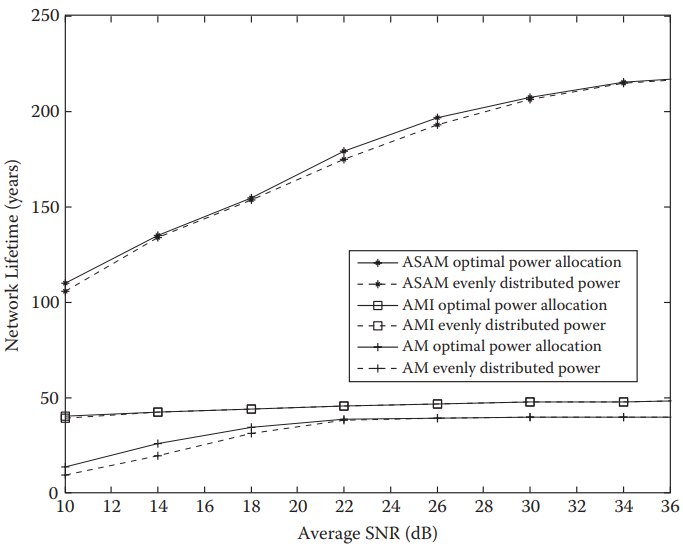 250
200
150
100
50
0
Network Lifetime (years)
ASAM optimal power allocation
ASAM evenly distributed power
AMI optimal power allocation
AMI evenly distributed power
AM optimal power allocation
AM evenly distributed power
10 12 14 16 18 20 22 24 26 28 30 32 34 36
Average SNR (dB)